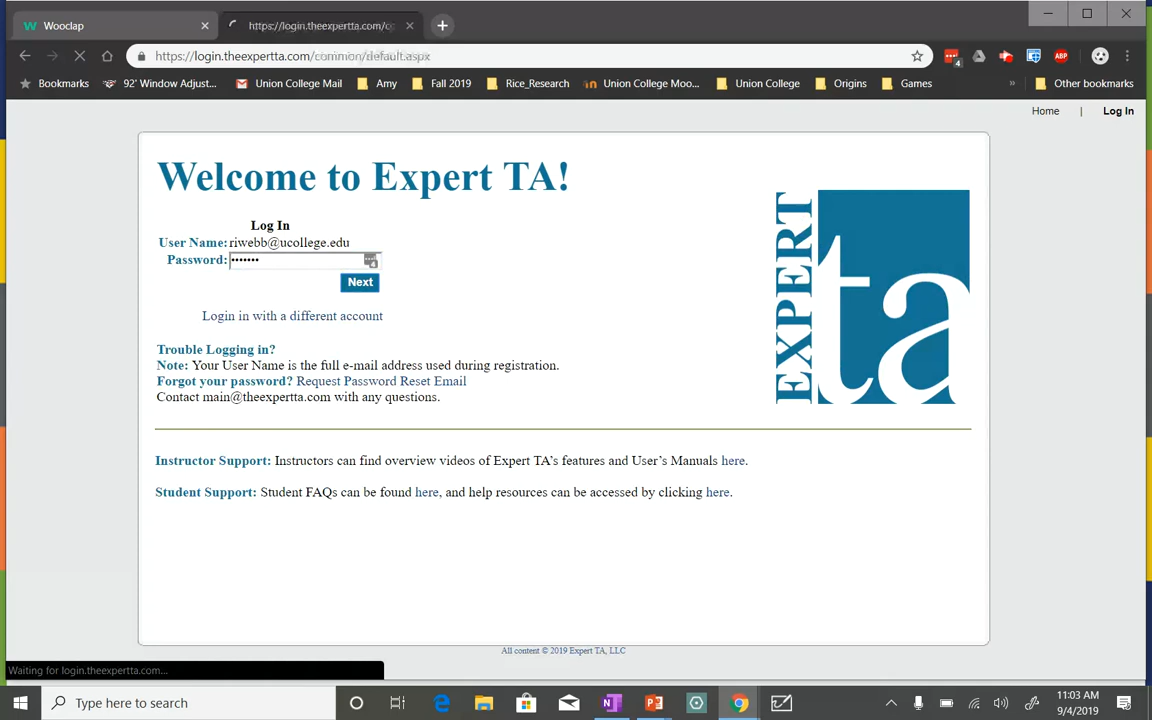 Wooclap
https://login.theexpertta.com/c
https://login.theexpertta.com/common/default.aspx
4
ABP
Bookmarks
92' Window Adjust...
Union College Mail
Amy
Fall 2019
Rice_Research
Union College Moo...
Union College
Origins
Games
»
Other bookmarks
Home | Log In
Welcome to Expert TA!
Log In
User Name: riwebb@ucollege.edu
Password: •••••••
Next
Login in with a different account
Trouble Logging in?
Note: Your User Name is the full e-mail address used during registration.
Forgot your password? Request Password Reset Email
Contact main@theexpertta.com with any questions.
EXPERT
ta
Instructor Support: Instructors can find overview videos of Expert TA's features and User's Manuals here.
Student Support: Student FAQs can be found here, and help resources can be accessed by clicking here.
All content © 2019 Expert TA, LLC
Waiting for login.theexpertta.com...
Type here to search
11:03 AM
9/4/2019